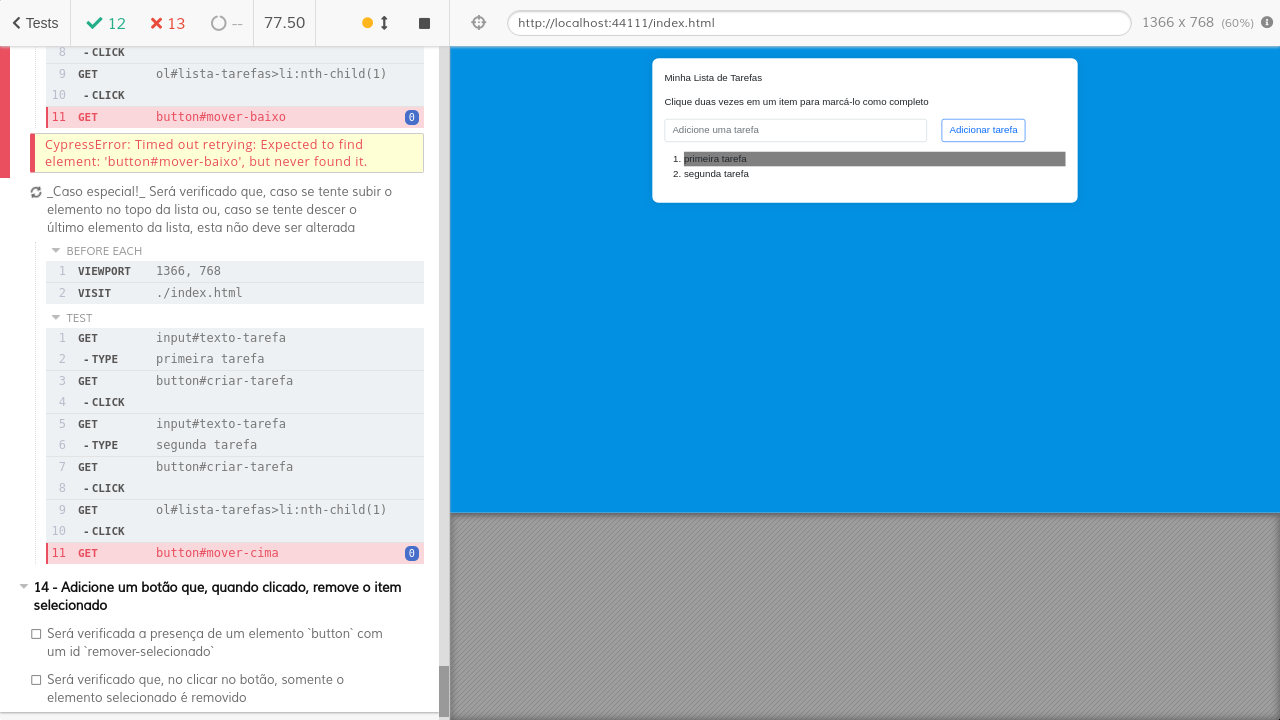 Tests 12 13 -- 77.50 http://localhost:44111/index.html 1366 x 768 (60%)
8 - CLICK
9 GET ol#lista-tarefas>li:nth-child(1)
10 - CLICK
11 GET button#mover-baixo 0
CypressError: Timed out retrying: Expected to find
element: 'button#mover-baixo', but never found it.
_Caso especial!_ Será verificado que, caso se tente subir o
elemento no topo da lista ou, caso se tente descer o
último elemento da lista, esta não deve ser alterada
BEFORE EACH
1 VIEWPORT 1366, 768
2 VISIT ./index.html
TEST
1 GET input#texto-tarefa
2 - TYPE primeira tarefa
3 GET button#criar-tarefa
4 - CLICK
5 GET input#texto-tarefa
6 - TYPE segunda tarefa
7 GET button#criar-tarefa
8 - CLICK
9 GET ol#lista-tarefas>li:nth-child(1)
10 - CLICK
11 GET button#mover-cima 0
14 - Adicione um botão que, quando clicado, remove o item
selecionado
Será verificada a presença de um elemento `button` com
um id `remover-selecionado`
Será verificado que, no clicar no botão, somente o
elemento selecionado é removido
Minha Lista de Tarefas
Clique duas vezes em um item para marcá-lo como completo
Adicione uma tarefa Adicionar tarefa
1. primeira tarefa
2. segunda tarefa